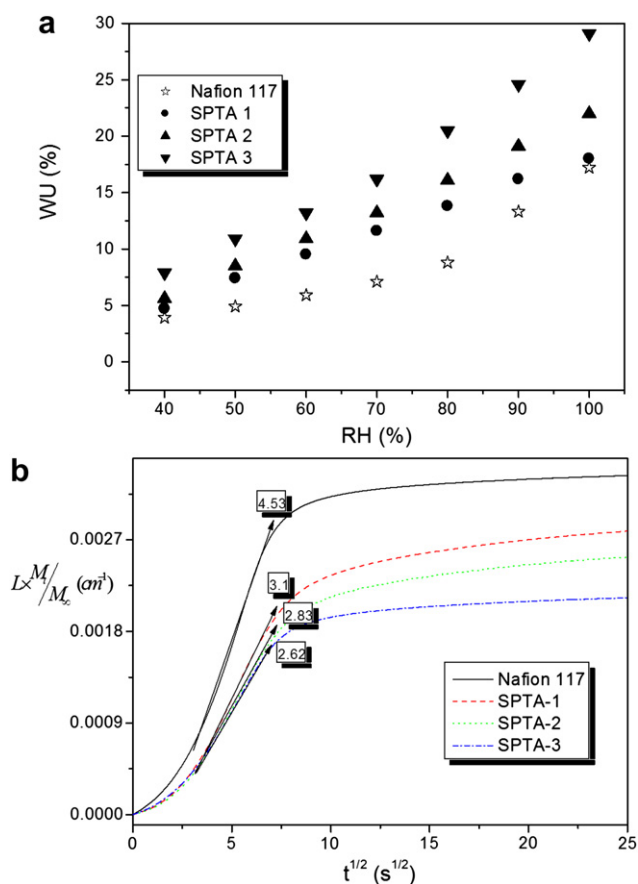 a
30
25
20
15
10
5
0
WU (%)
Nafion 117
SPTA 1
SPTA 2
SPTA 3
40 50 60 70 80 90 100
RH (%)
b
0.0027
0.0018
0.0009
0.0000
L× Mt/M∞ (cm⁻¹)
4.53
3.1
2.83
2.62
Nafion 117
SPTA-1
SPTA-2
SPTA-3
0 5 10 15 20 25
t^1/2 (s^1/2)